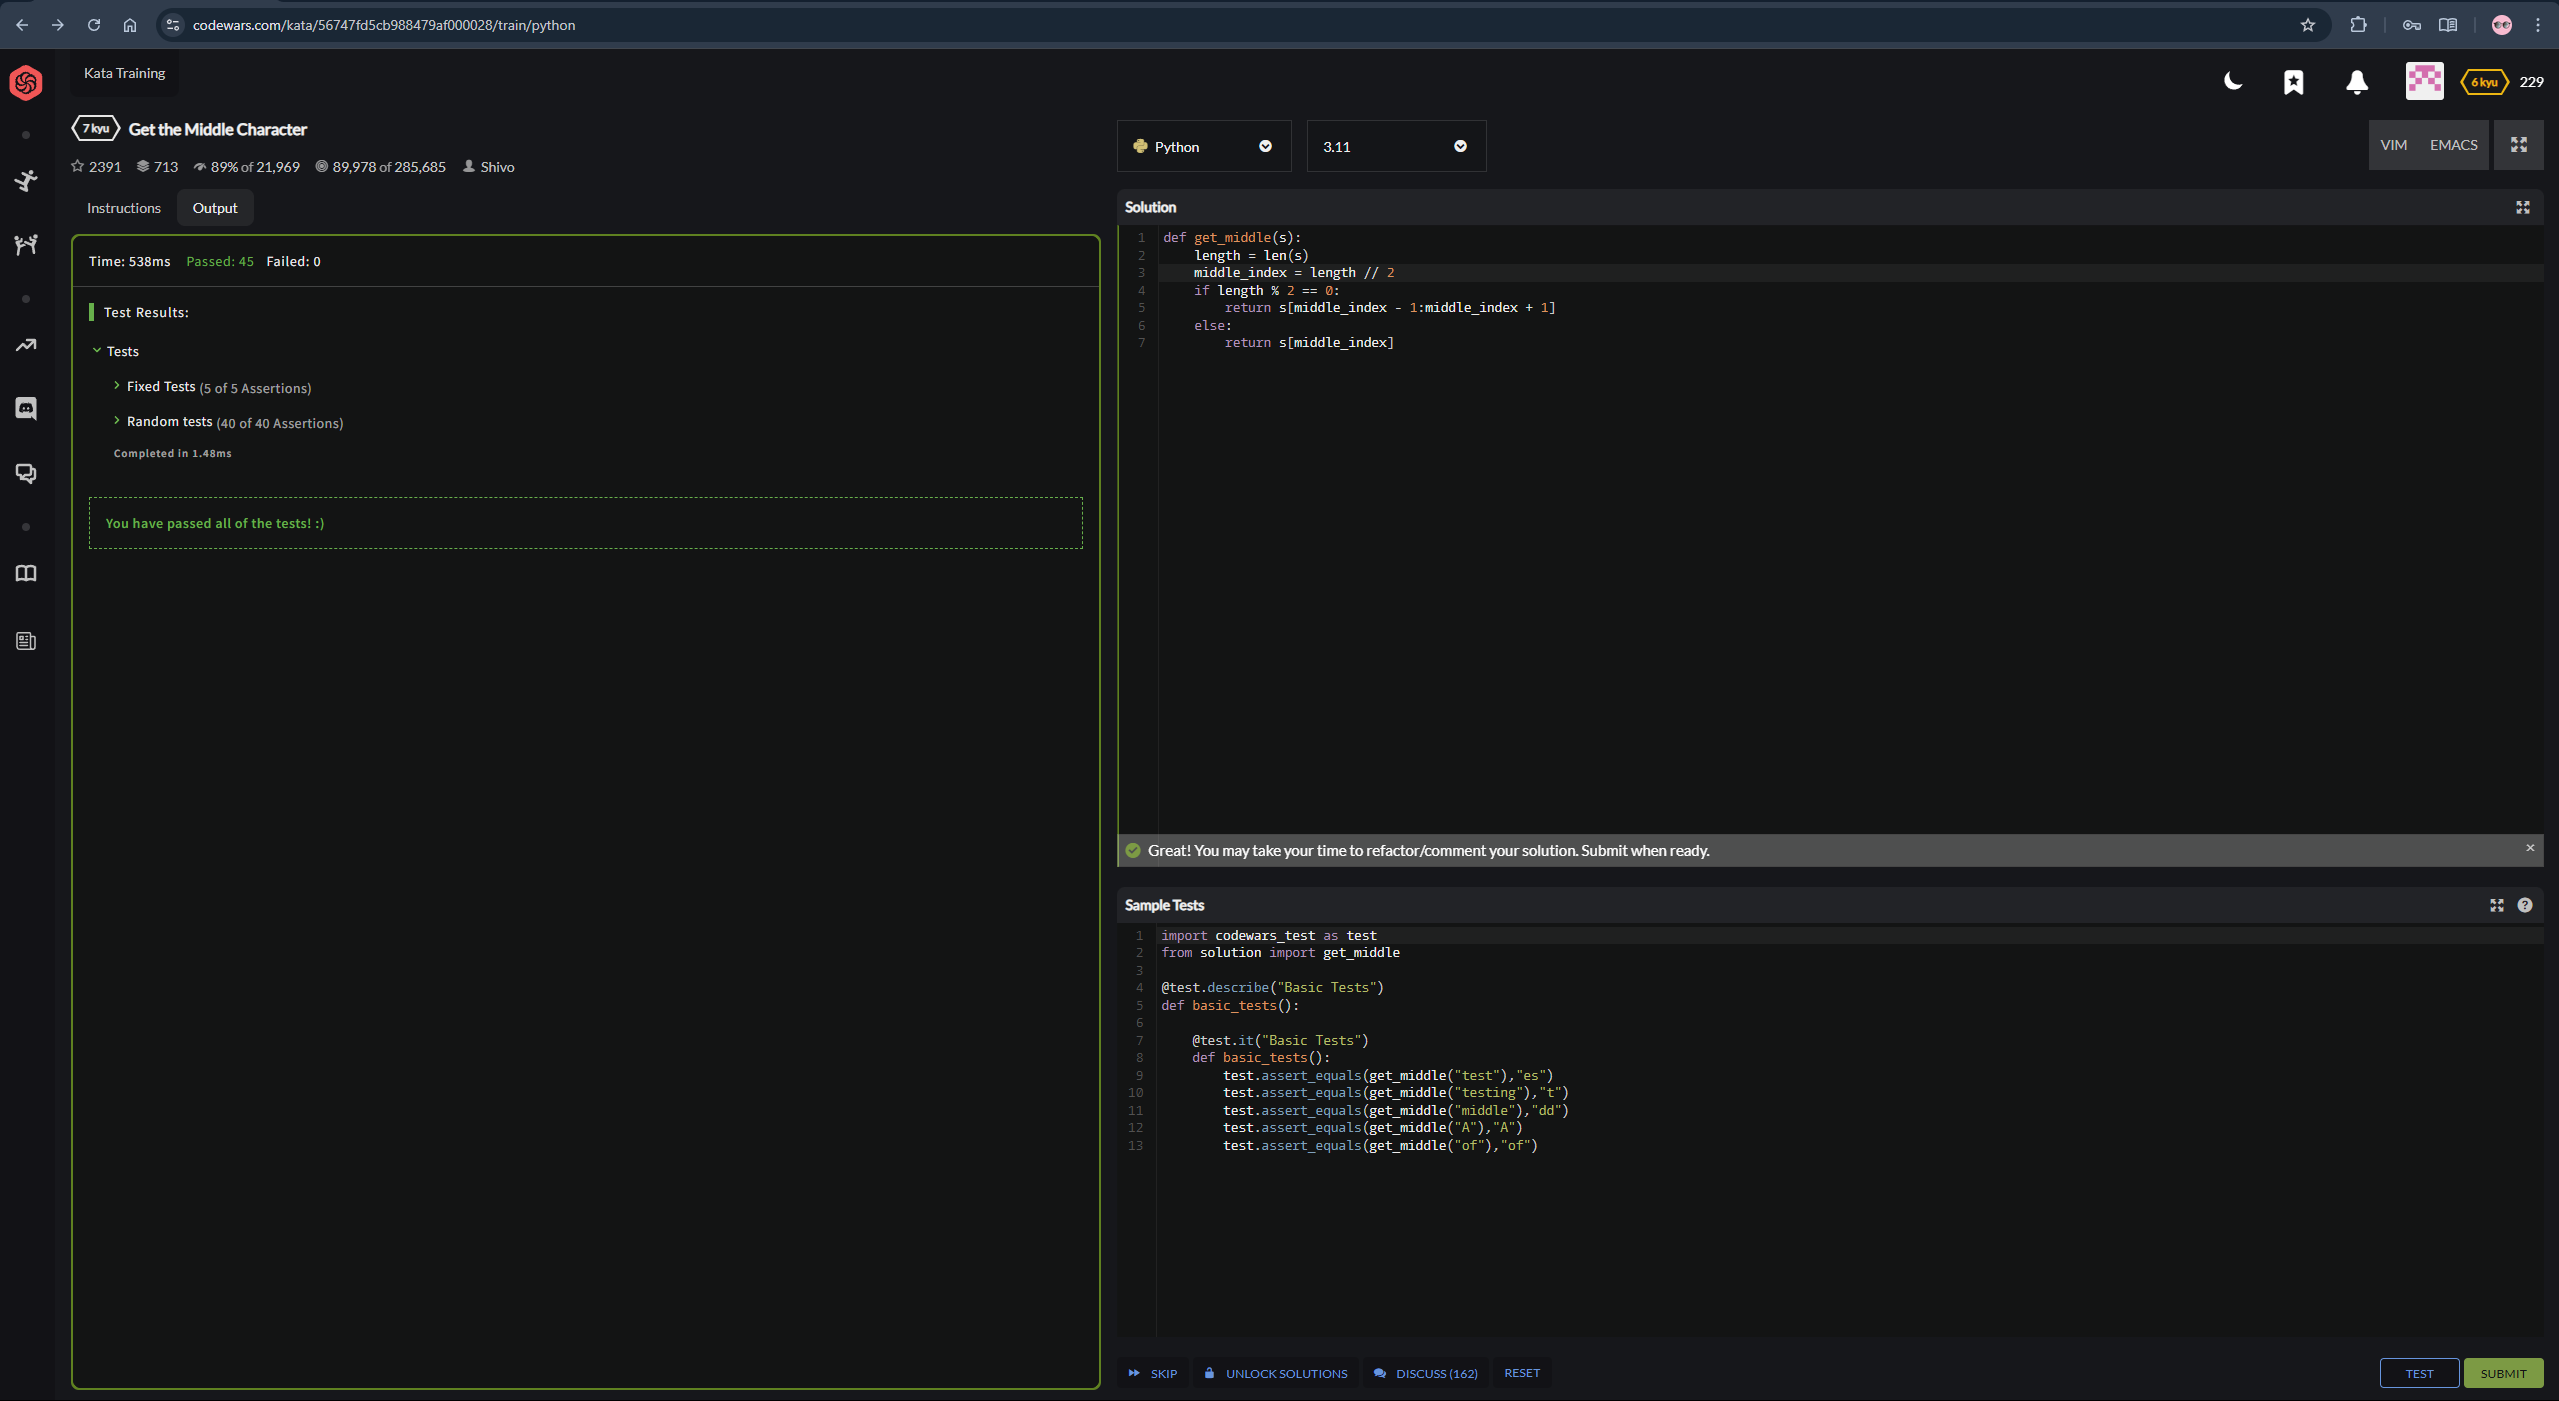 codewars.com/kata/56747fd5cb988479af000028/train/python
Kata Training
6 kyu 229
7 kyu Get the Middle Character
2391 713 89% of 21,969 89,978 of 285,685 Shivo
Instructions Output
Time: 538ms Passed: 45 Failed: 0
Test Results:
Tests
Fixed Tests (5 of 5 Assertions)
Random tests (40 of 40 Assertions)
Completed in 1.48ms
You have passed all of the tests! :)
Python 3.11 VIM EMACS
Solution
1 def get_middle(s):
2     length = len(s)
3     middle_index = length // 2
4     if length % 2 == 0:
5         return s[middle_index - 1:middle_index + 1]
6     else:
7         return s[middle_index]
Great! You may take your time to refactor/comment your solution. Submit when ready. ×
Sample Tests ?
1 import codewars_test as test
2 from solution import get_middle
3
4 @test.describe("Basic Tests")
5 def basic_tests():
6
7     @test.it("Basic Tests")
8     def basic_tests():
9         test.assert_equals(get_middle("test"),"es")
10         test.assert_equals(get_middle("testing"),"t")
11         test.assert_equals(get_middle("middle"),"dd")
12         test.assert_equals(get_middle("A"),"A")
13         test.assert_equals(get_middle("of"),"of")
SKIP UNLOCK SOLUTIONS DISCUSS (162) RESET TEST SUBMIT